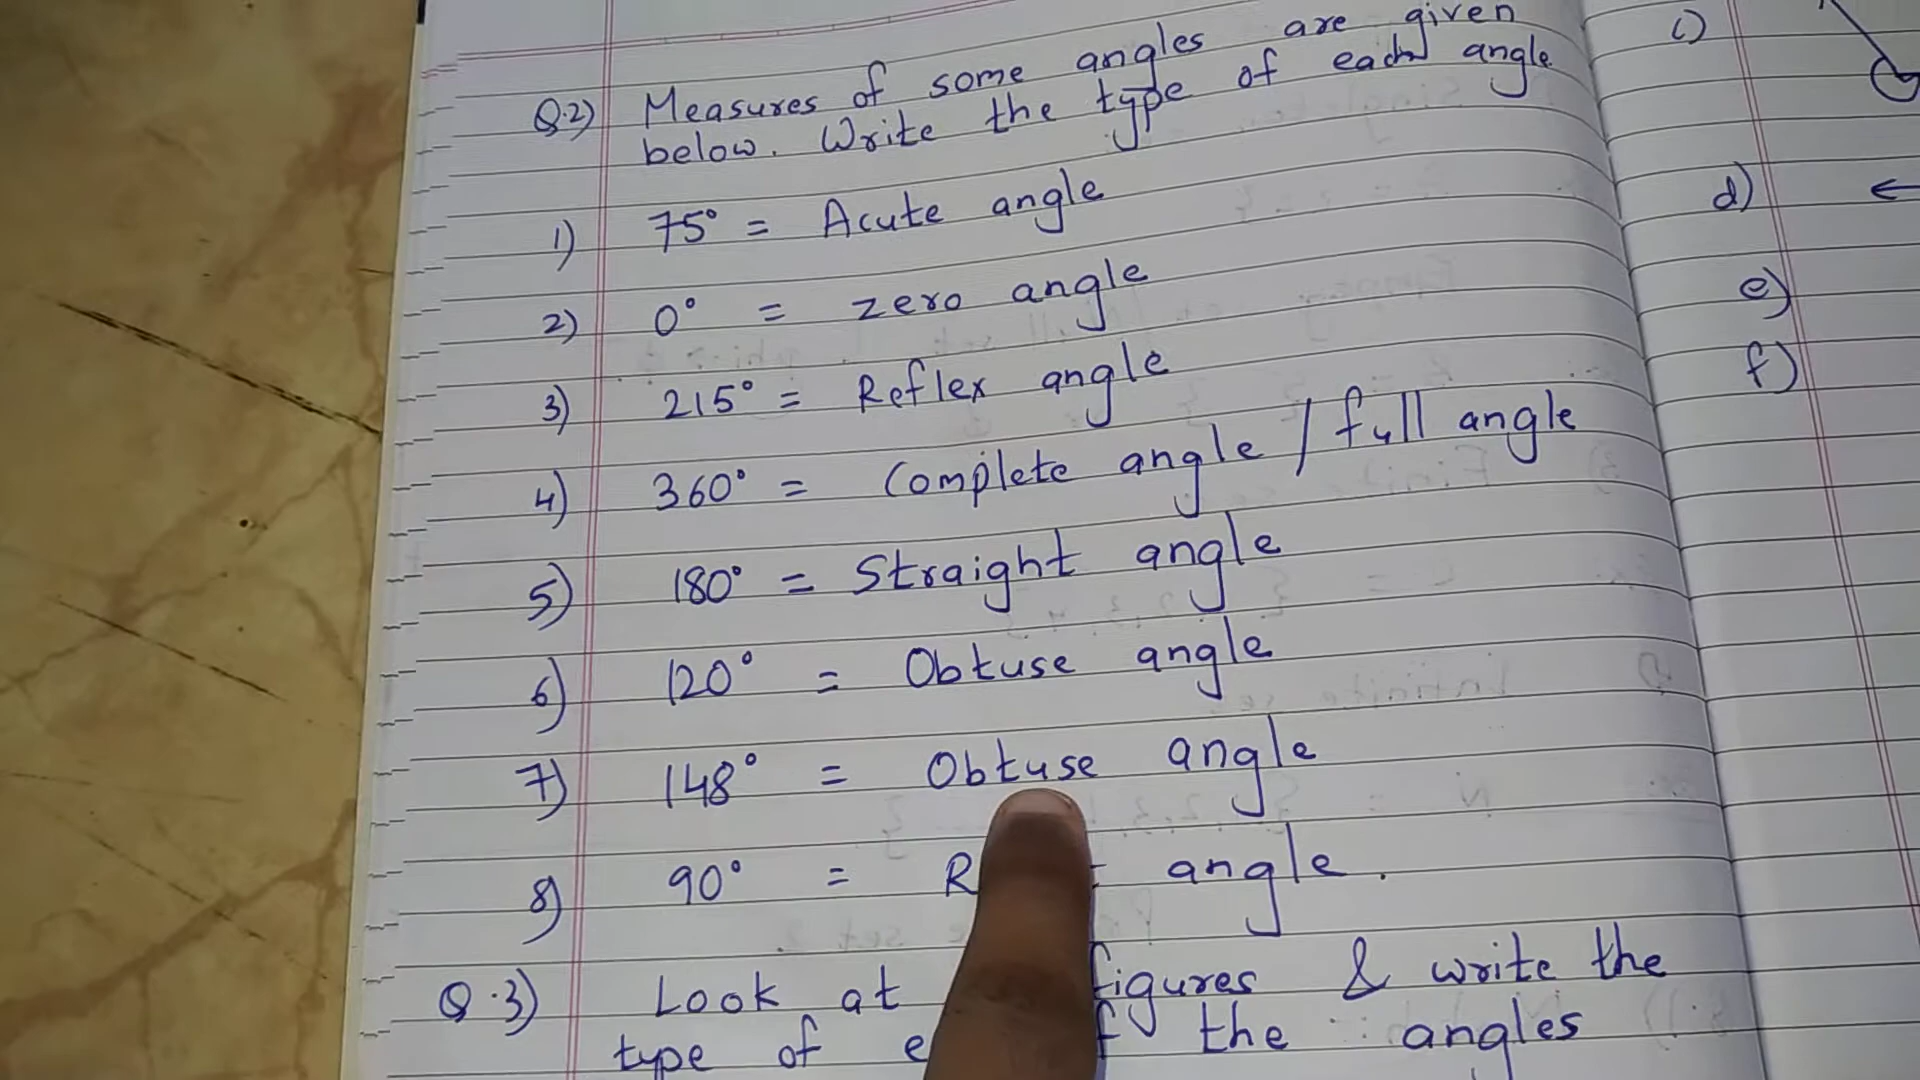 Q.2) Measures of some angles are given
below. Write the type of each angle
1) 75° = Acute angle
2) 0° = zero angle
3) 215° = Reflex angle
4) 360° = Complete angle / full angle
5) 180° = Straight angle
6) 120° = Obtuse angle
7) 148° = Obtuse angle
8) 90° = angle.
Q.3) Look at figures & write the
type of the angles
c)
d)
e)
f)